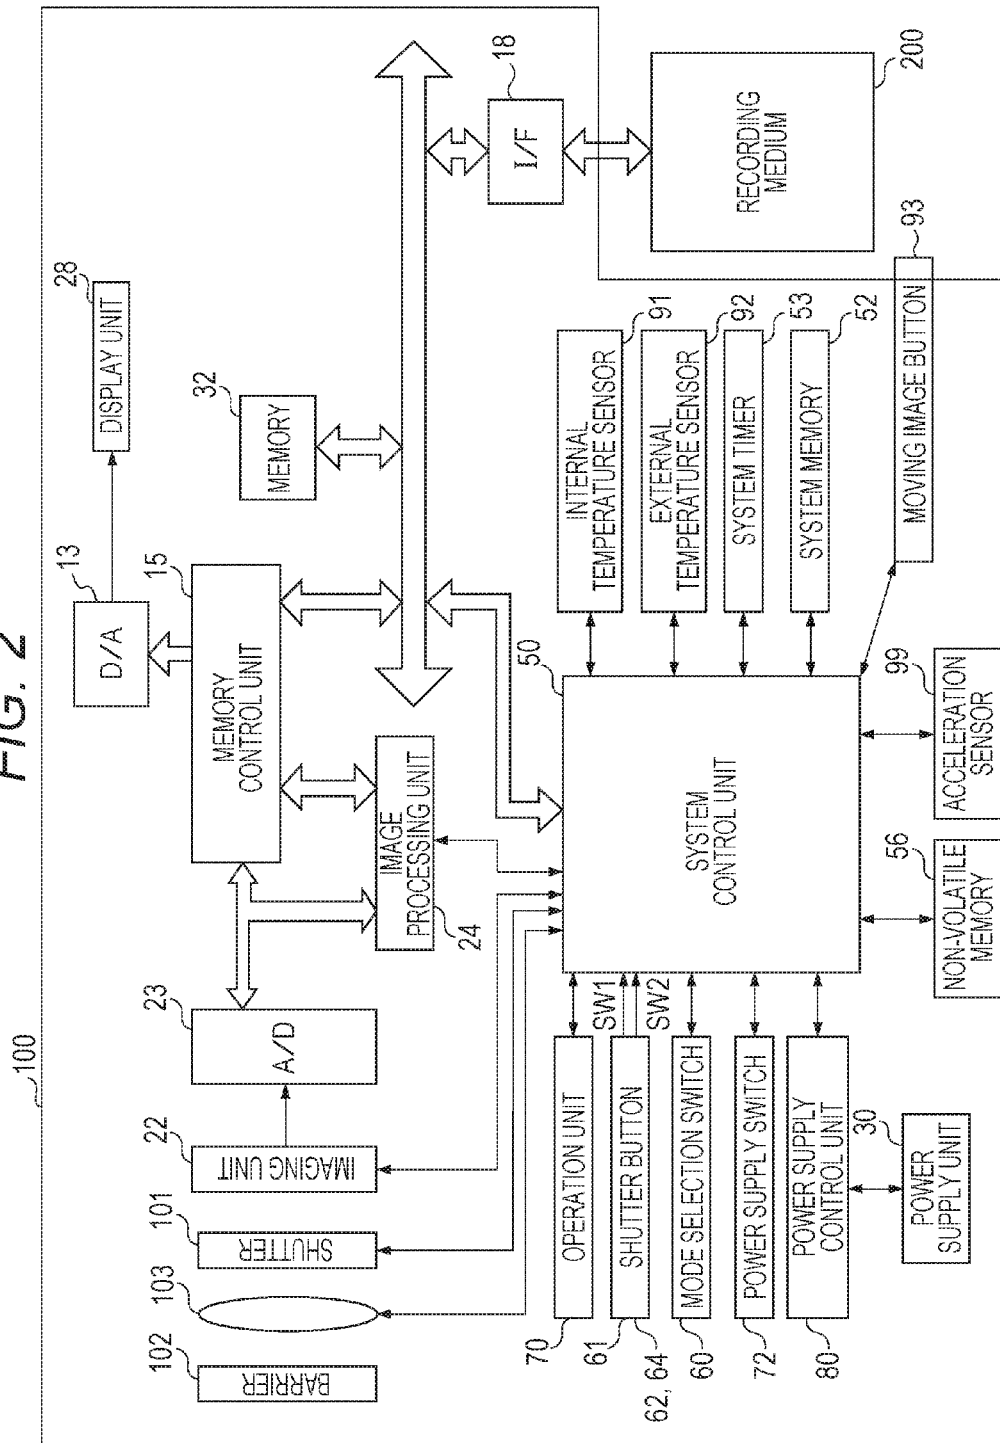 FIG. 2
100
102
BARRIER
103
101
SHUTTER
22
IMAGING UNIT
23
A/D
15
MEMORY
CONTROL UNIT
13
D/A
28
DISPLAY UNIT
32
MEMORY
24
IMAGE
PROCESSING UNIT
18
I/F
200
RECORDING
MEDIUM
50
SYSTEM
CONTROL UNIT
70
OPERATION UNIT
61
SHUTTER BUTTON
62, 64
SW1
SW2
60
MODE SELECTION SWITCH
72
POWER SUPPLY SWITCH
80
POWER SUPPLY
CONTROL UNIT
30
POWER
SUPPLY UNIT
91
INTERNAL
TEMPERATURE SENSOR
92
EXTERNAL
TEMPERATURE SENSOR
53
SYSTEM TIMER
52
SYSTEM MEMORY
93
MOVING IMAGE BUTTON
56
NON-VOLATILE
MEMORY
99
ACCELERATION
SENSOR